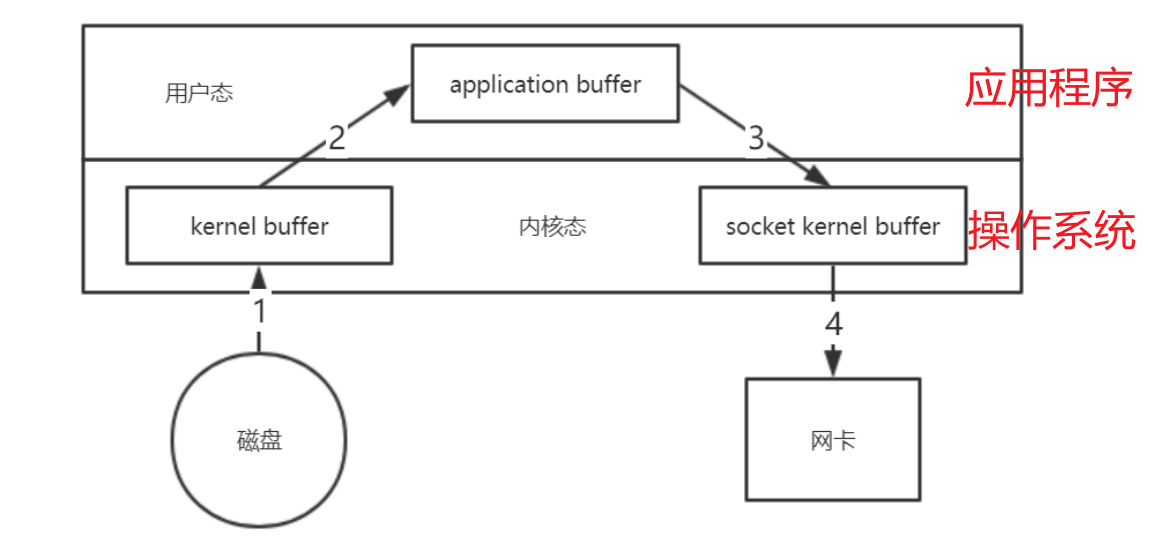 用户态
application buffer
应用程序
2
3
kernel buffer
内核态
socket kernel buffer
操作系统
1
4
磁盘
网卡